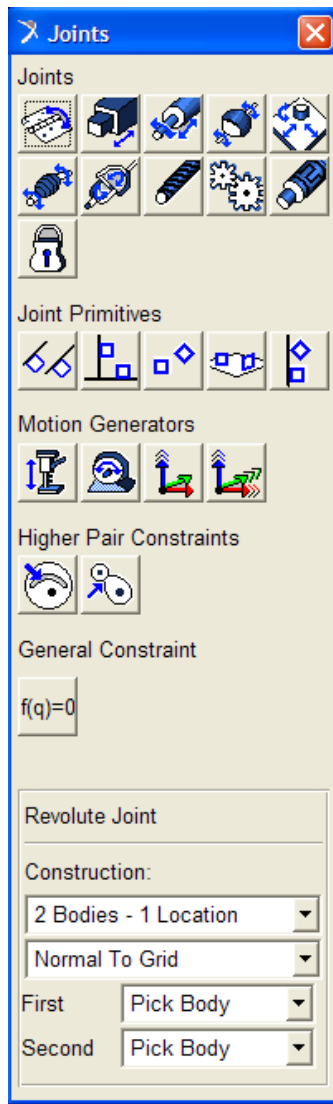 Joints
Joints
Joint Primitives
Motion Generators
Higher Pair Constraints
General Constraint
f(q)=0
Revolute Joint
Construction:
2 Bodies - 1 Location
Normal To Grid
First Pick Body
Second Pick Body